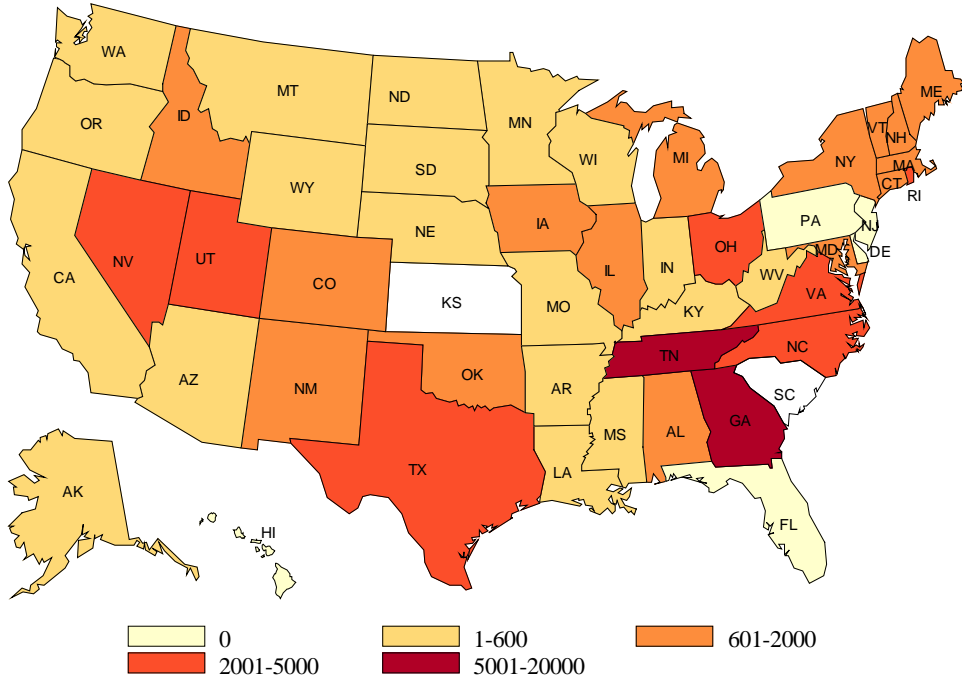 WA
MT
ND
MN
ME
OR
ID
SD
WI
MI
VT
NH
NY
MA
WY
CT
RI
NE
IA
PA
NJ
NV
UT
OH
DE
MD
CA
CO
IL
IN
WV
VA
KS
MO
KY
TN
NC
AZ
NM
OK
AR
SC
MS
AL
GA
TX
LA
AK
HI
FL
0 1-600 601-2000
2001-5000 5001-20000